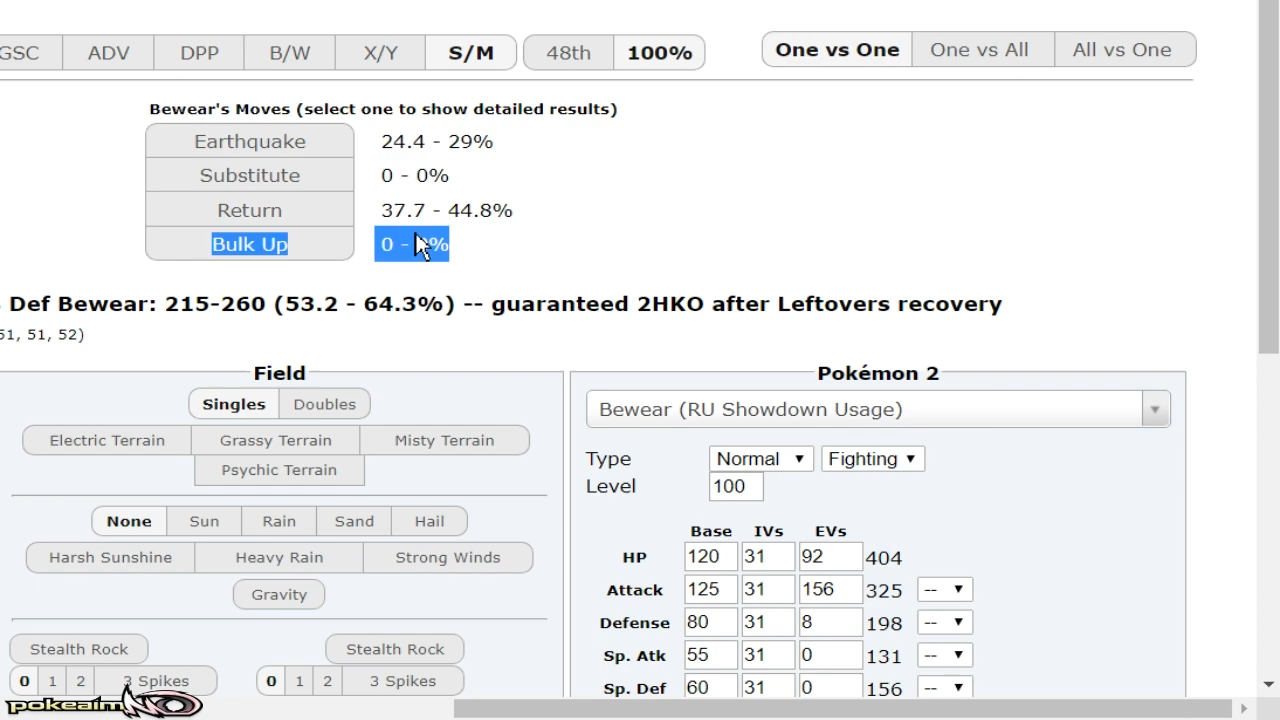 GSC ADV DPP B/W X/Y S/M 48th 100% One vs One One vs All All vs One
Bewear's Moves (select one to show detailed results)
Earthquake 24.4 - 29%
Substitute 0 - 0%
Return 37.7 - 44.8%
Bulk Up 0 - %
Def Bewear: 215-260 (53.2 - 64.3%) -- guaranteed 2HKO after Leftovers recovery
51, 51, 52)
Field
Singles Doubles
Electric Terrain Grassy Terrain Misty Terrain
Psychic Terrain
None Sun Rain Sand Hail
Harsh Sunshine Heavy Rain Strong Winds
Gravity
Stealth Rock Stealth Rock
0 1 2 3 Spikes 0 1 2 3 Spikes
Pokémon 2
Bewear (RU Showdown Usage)
Type Normal Fighting
Level 100
Base IVs EVs
HP 120 31 92 404
Attack 125 31 156 325 --
Defense 80 31 8 198 --
Sp. Atk 55 31 0 131 --
Sp. Def 60 31 0 156 --
pokeaimMD